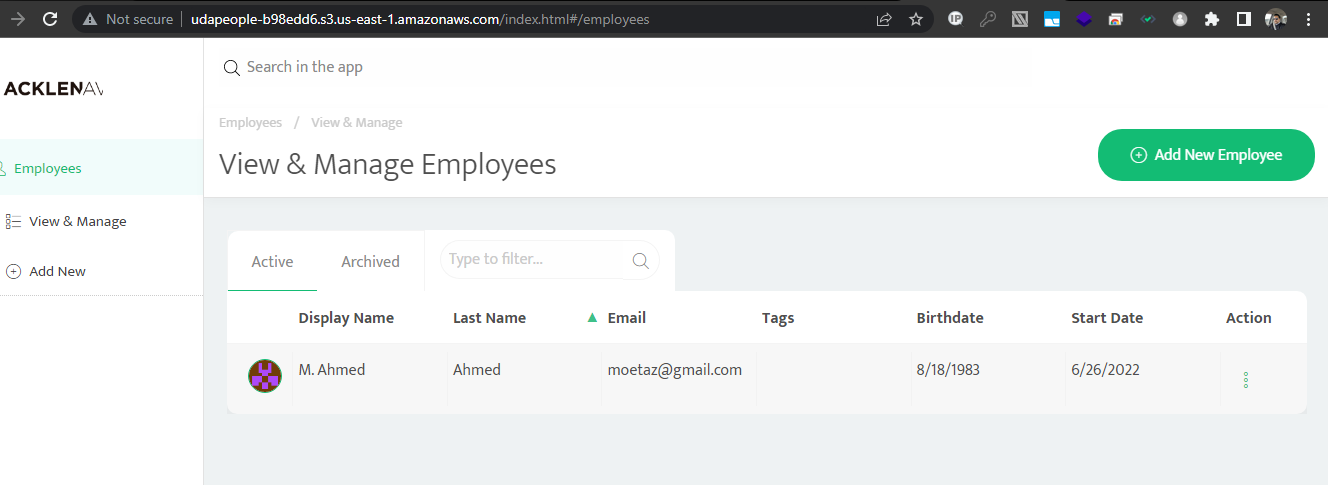 Not secure | udapeople-b98edd6.s3.us-east-1.amazonaws.com/index.html#/employees
IP
ACKLENAV
Search in the app
Employees / View & Manage
View & Manage Employees
Add New Employee
Employees
View & Manage
Add New
Active Archived Type to filter...
Display Name Last Name Email Tags Birthdate Start Date Action
M. Ahmed Ahmed moetaz@gmail.com 8/18/1983 6/26/2022